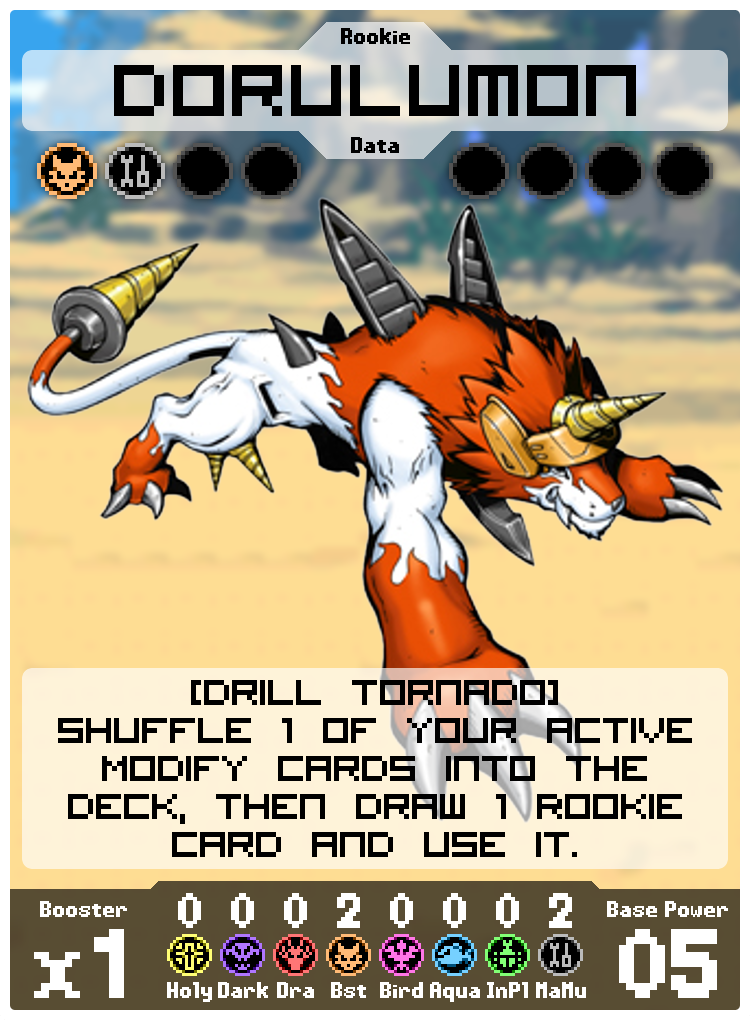 Rookie
DORULUMON
Data
[DRILL TORNADO]
SHUFFLE 1 OF YOUR ACTIVE
MODIFY CARDS INTO THE
DECK, THEN DRAW 1 ROOKIE
CARD AND USE IT.
Booster 0 0 0 2 0 0 0 2 Base Power
x1 05
Holy Dark Dra Bst Bird Aqua InPl MaMu